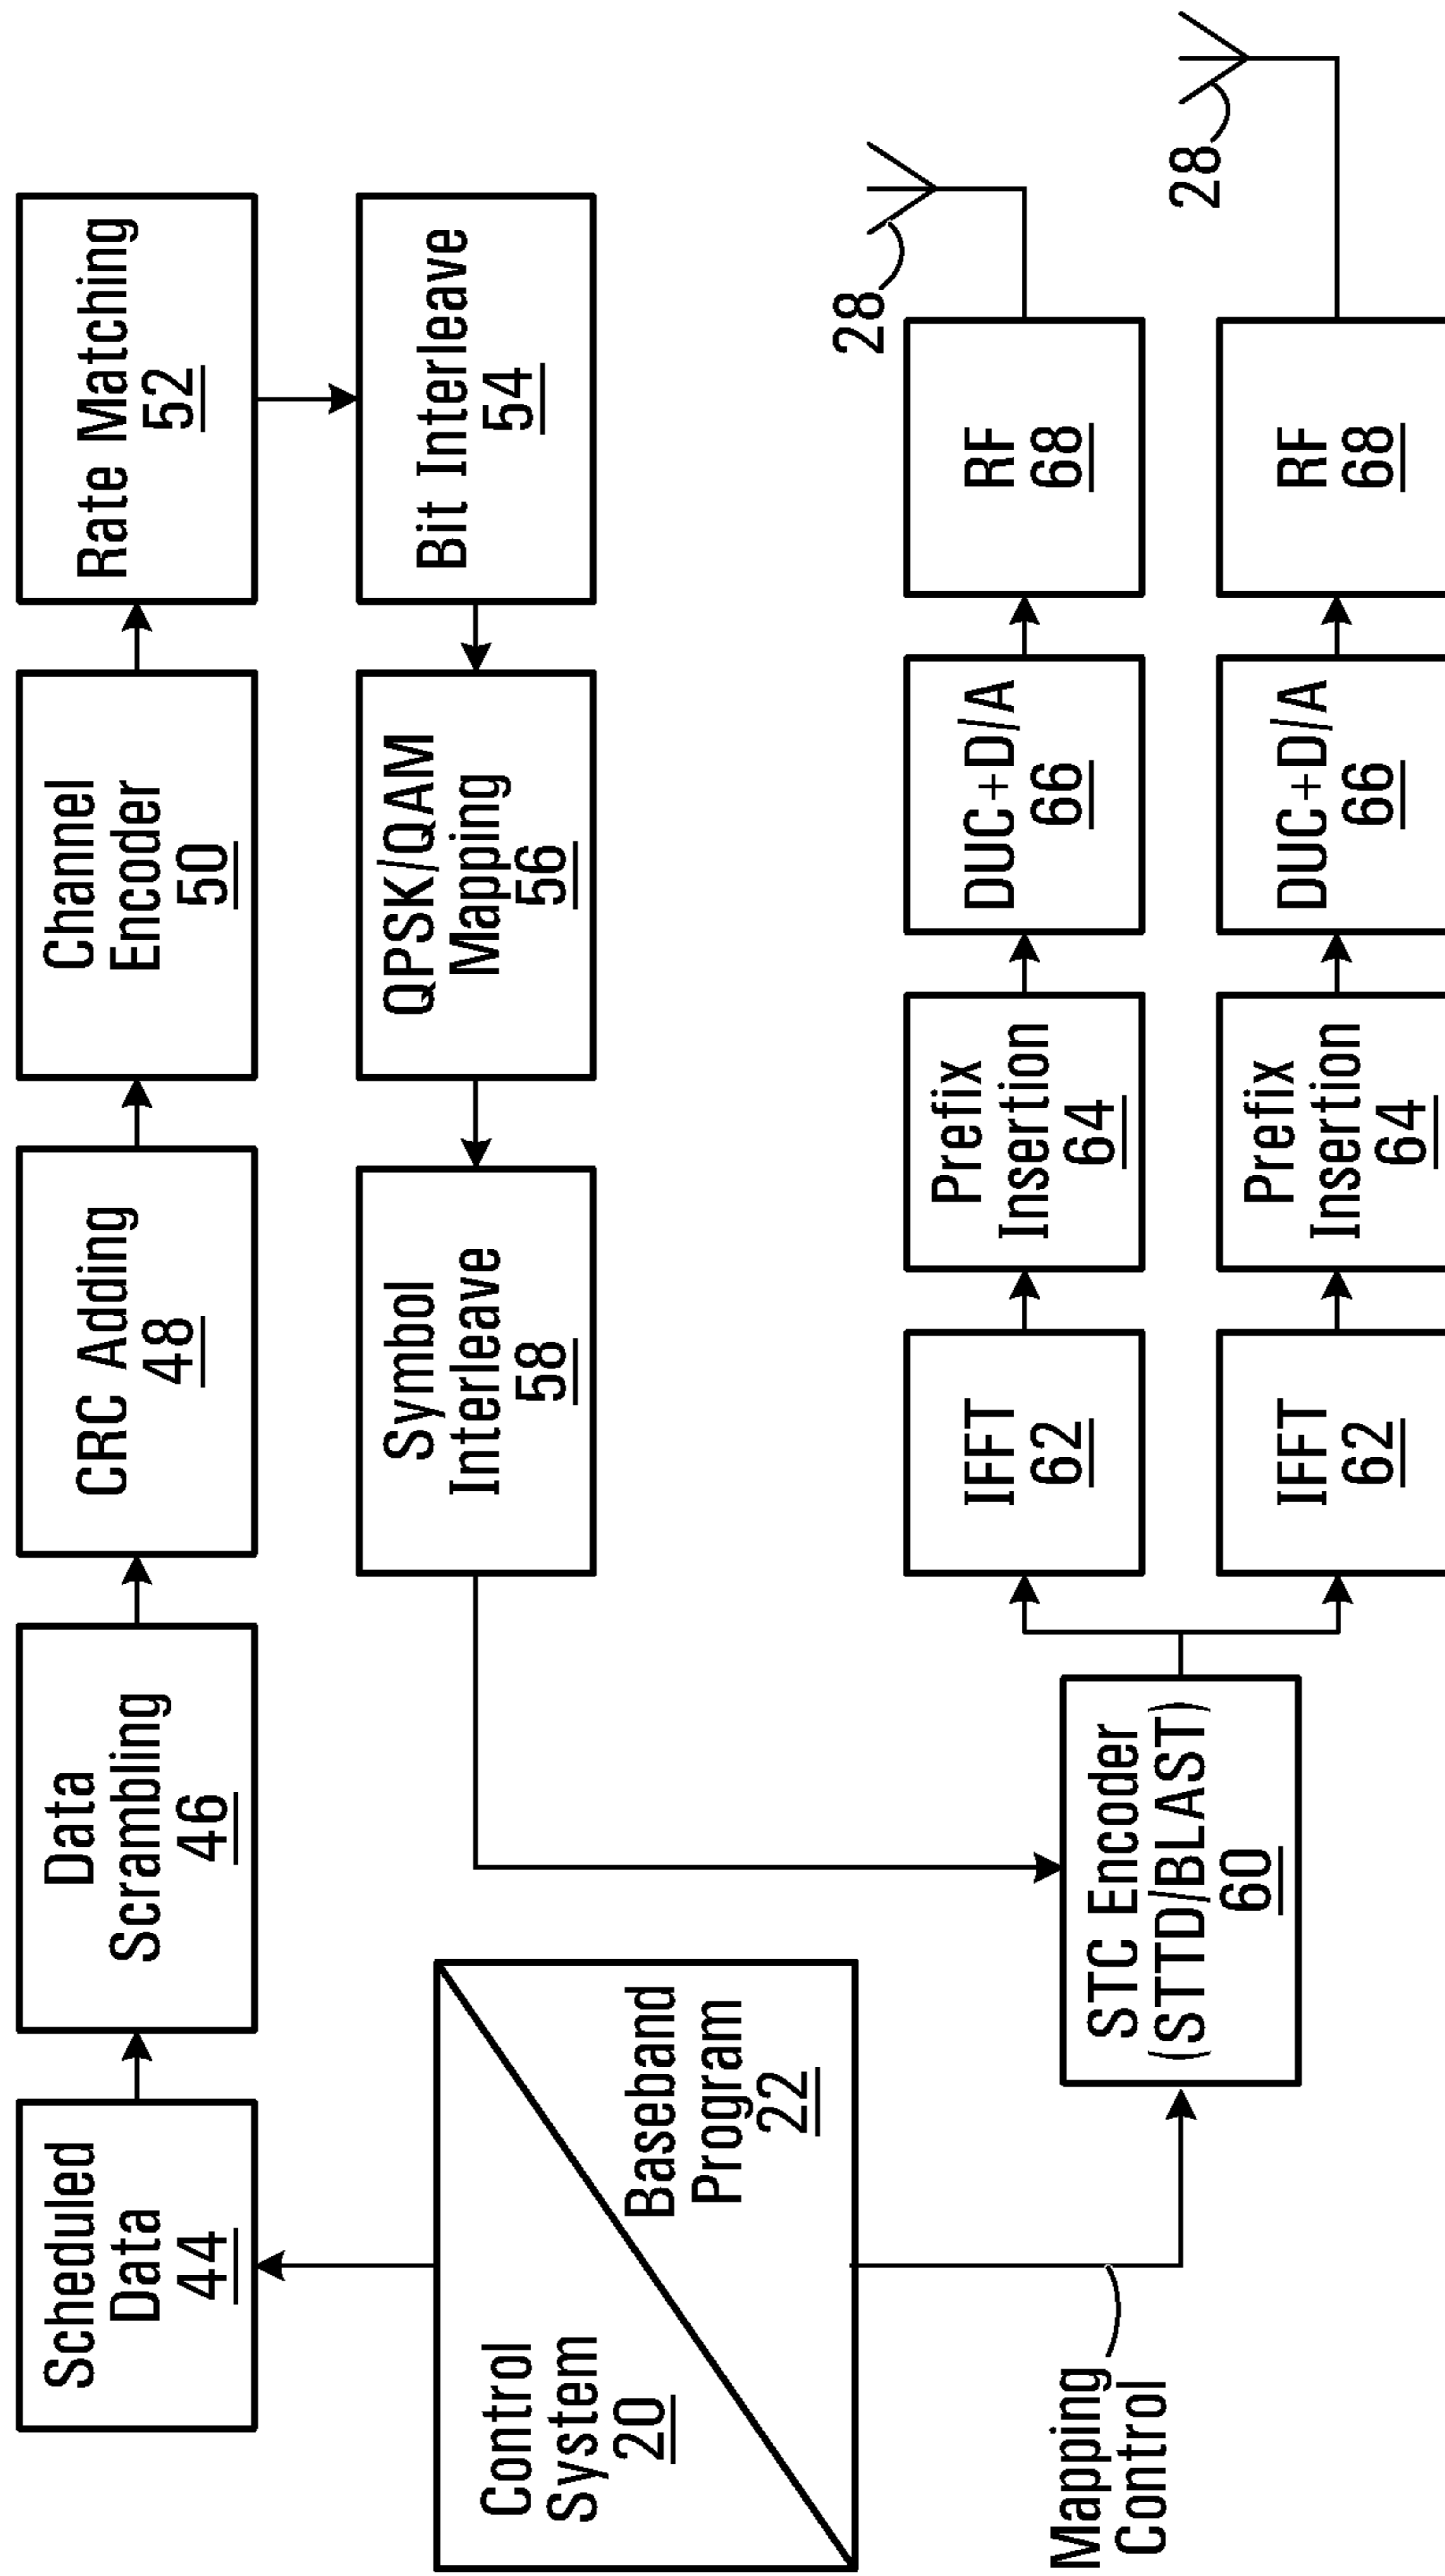 Scheduled
Data
44
Data
Scrambling
46
CRC Adding
48
Channel
Encoder
50
Rate Matching
52
Bit Interleave
54
QPSK/QAM
Mapping
56
Symbol
Interleave
58
Control
System
20
Baseband
Program
22
Mapping
Control
STC Encoder
(STTD/BLAST)
60
IFFT
62
Prefix
Insertion
64
DUC+D/A
66
RF
68
28
IFFT
62
Prefix
Insertion
64
DUC+D/A
66
RF
68
28